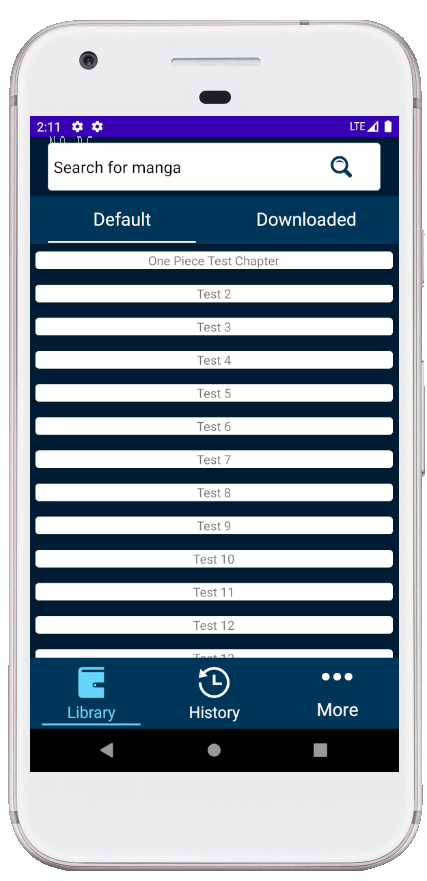 2:11 LTE
Search for manga
Default Downloaded
One Piece Test Chapter
Test 2
Test 3
Test 4
Test 5
Test 6
Test 7
Test 8
Test 9
Test 10
Test 11
Test 12
Library History More